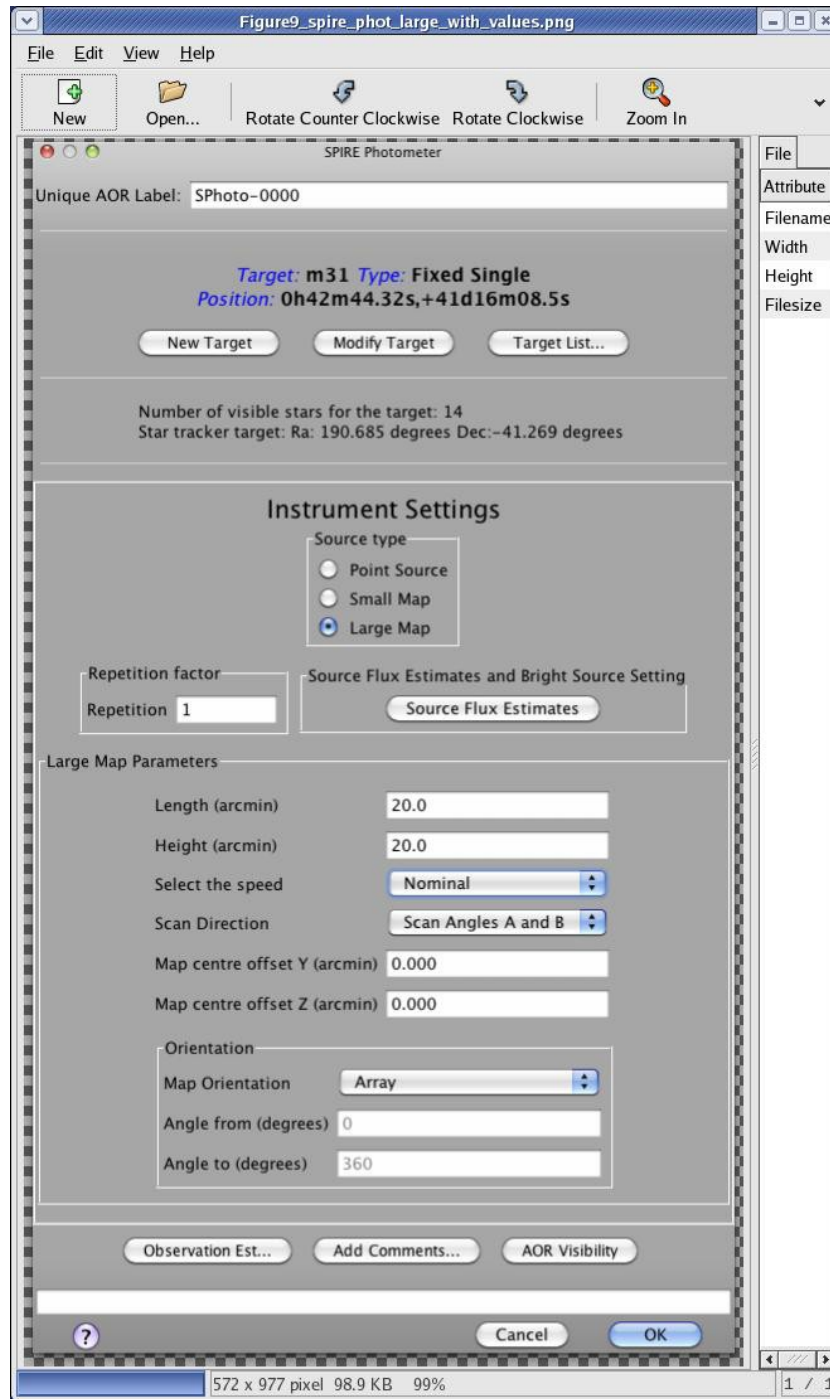 Figure9_spire_phot_large_with_values.png
File Edit View Help
New Open... Rotate Counter Clockwise Rotate Clockwise Zoom In
SPIRE Photometer
File
Attribute
Filename
Width
Height
Filesize
Unique AOR Label: SPhoto-0000
Target: m31 Type: Fixed Single
Position: 0h42m44.32s,+41d16m08.5s
New Target Modify Target Target List...
Number of visible stars for the target: 14
Star tracker target: Ra: 190.685 degrees Dec:-41.269 degrees
Instrument Settings
Source type
Point Source
Small Map
Large Map
Repetition factor
Repetition 1
Source Flux Estimates and Bright Source Setting
Source Flux Estimates
Large Map Parameters
Length (arcmin) 20.0
Height (arcmin) 20.0
Select the speed Nominal
Scan Direction Scan Angles A and B
Map centre offset Y (arcmin) 0.000
Map centre offset Z (arcmin) 0.000
Orientation
Map Orientation Array
Angle from (degrees) 0
Angle to (degrees) 360
Observation Est... Add Comments... AOR Visibility
? Cancel OK
572 x 977 pixel 98.9 KB 99% 1 / 1